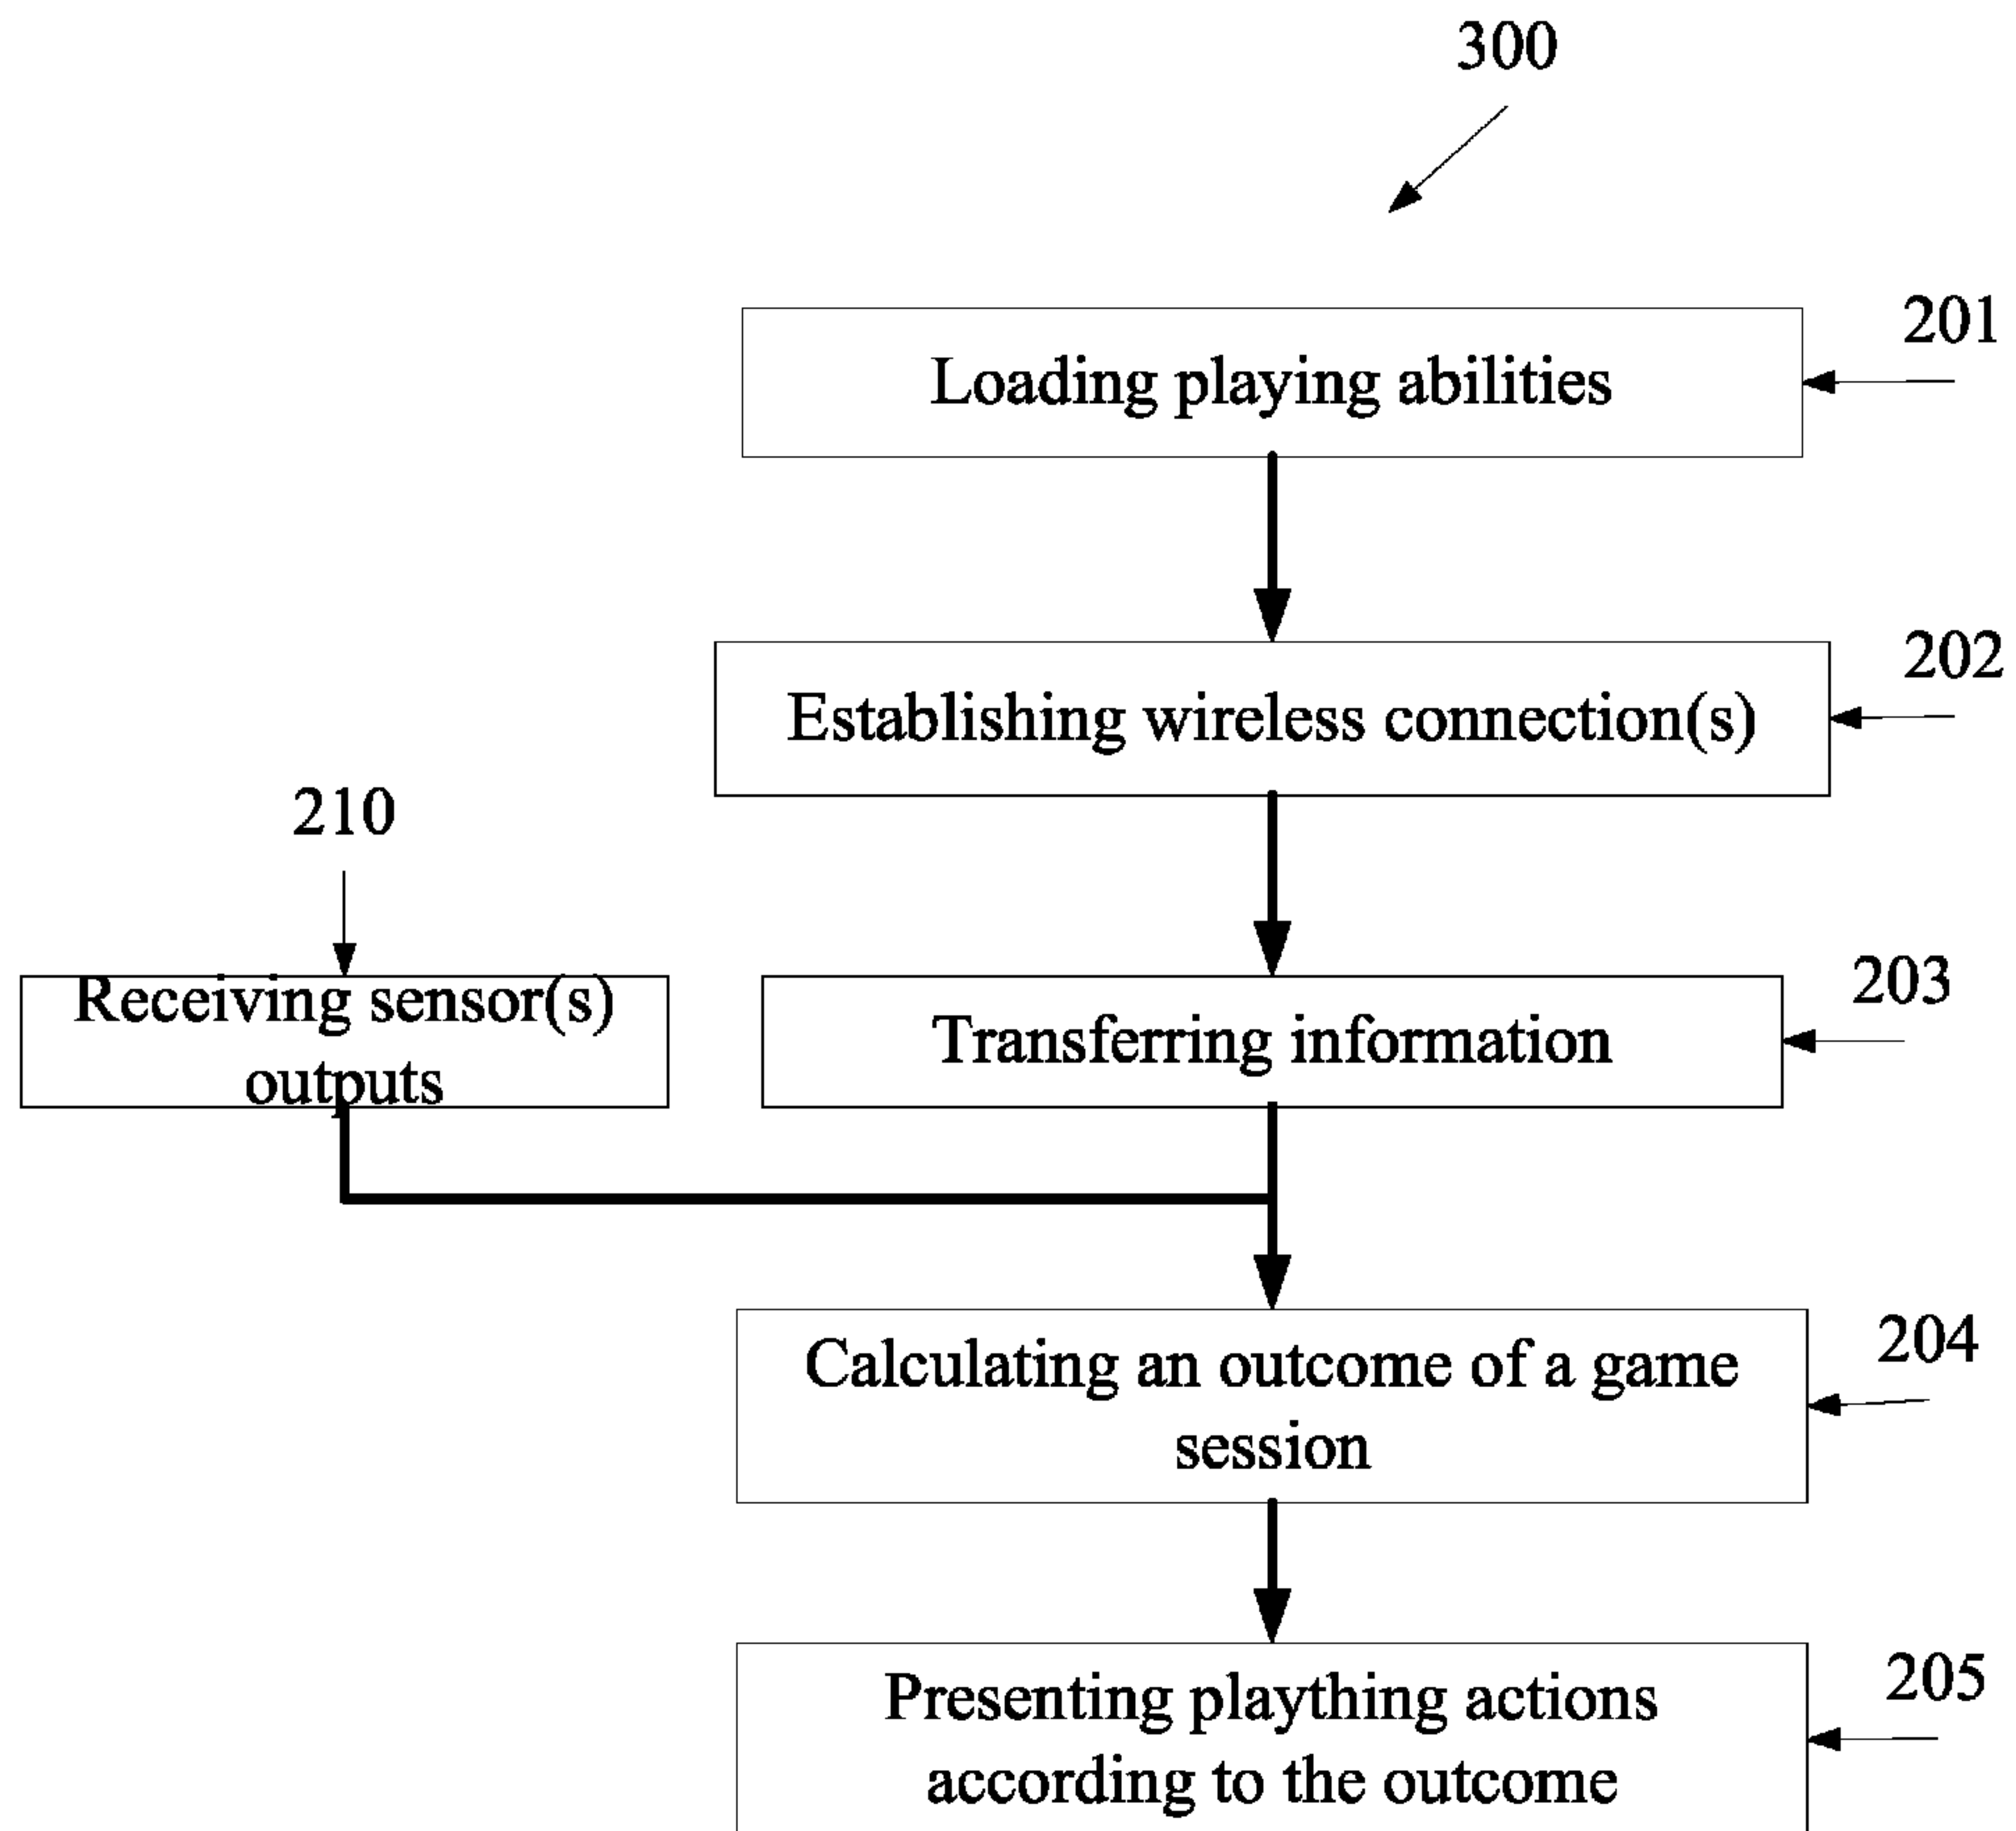 300
201
Loading playing abilities
202
Establishing wireless connection(s)
210
203
Receiving sensor(s)
outputs
Transferring information
204
Calculating an outcome of a game
session
205
Presenting plaything actions
according to the outcome